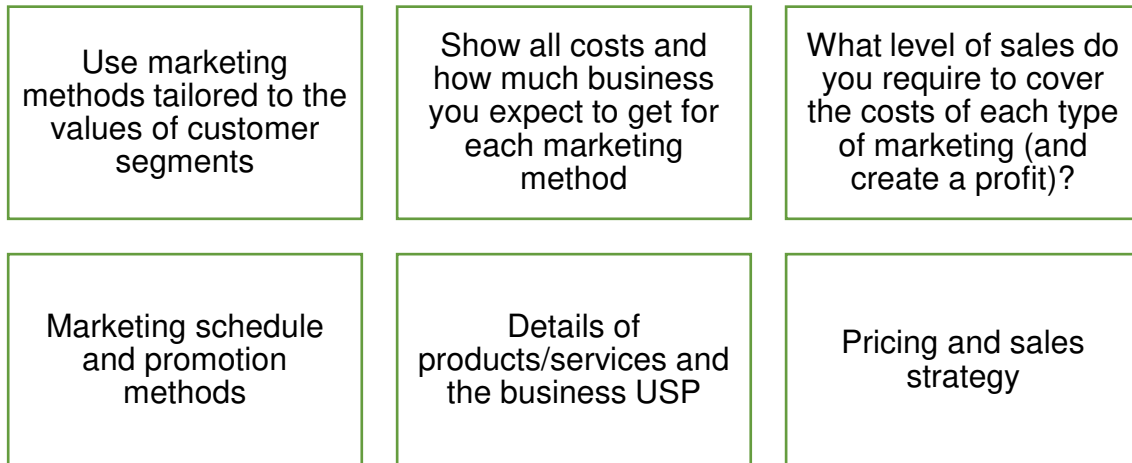 Use marketing
methods tailored to the
values of customer
segments
Show all costs and
how much business
you expect to get for
each marketing
method
What level of sales do
you require to cover
the costs of each type
of marketing (and
create a profit)?
Marketing schedule
and promotion
methods
Details of
products/services and
the business USP
Pricing and sales
strategy